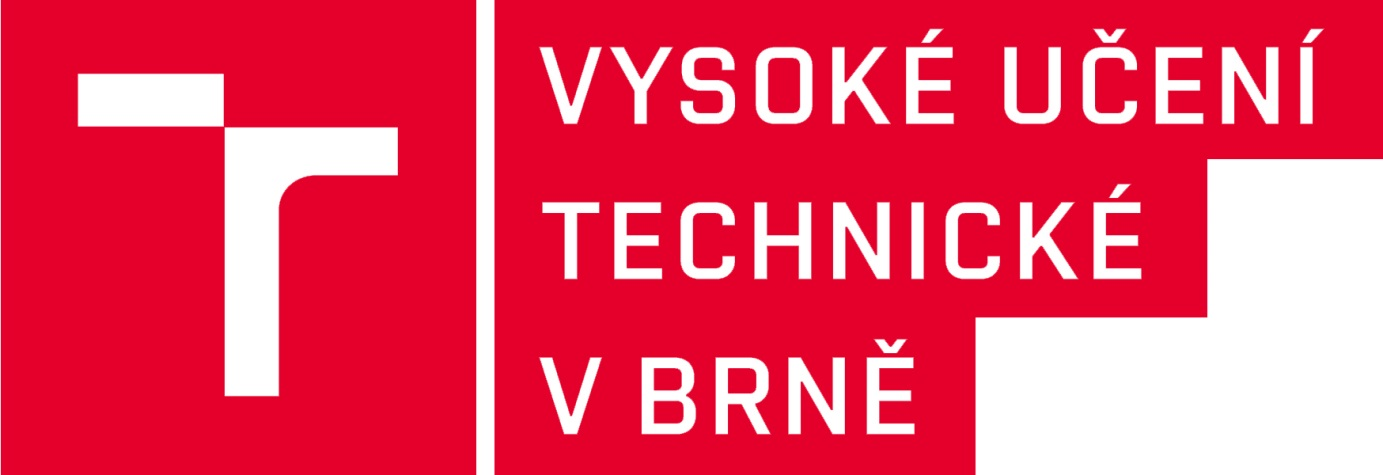 VYSOKÉ UČENÍ
TECHNICKÉ
V BRNĚ